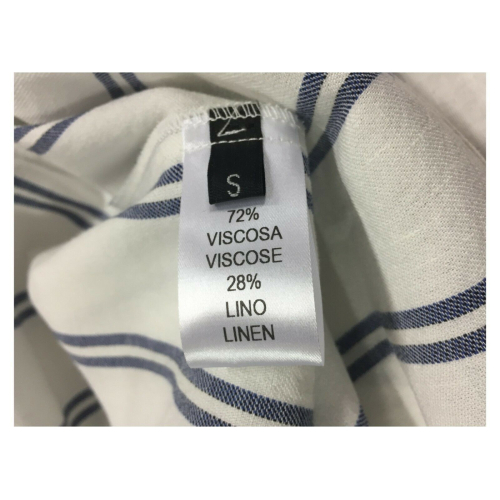 S
72%
VISCOSA
VISCOSE
28%
LINO
LINEN